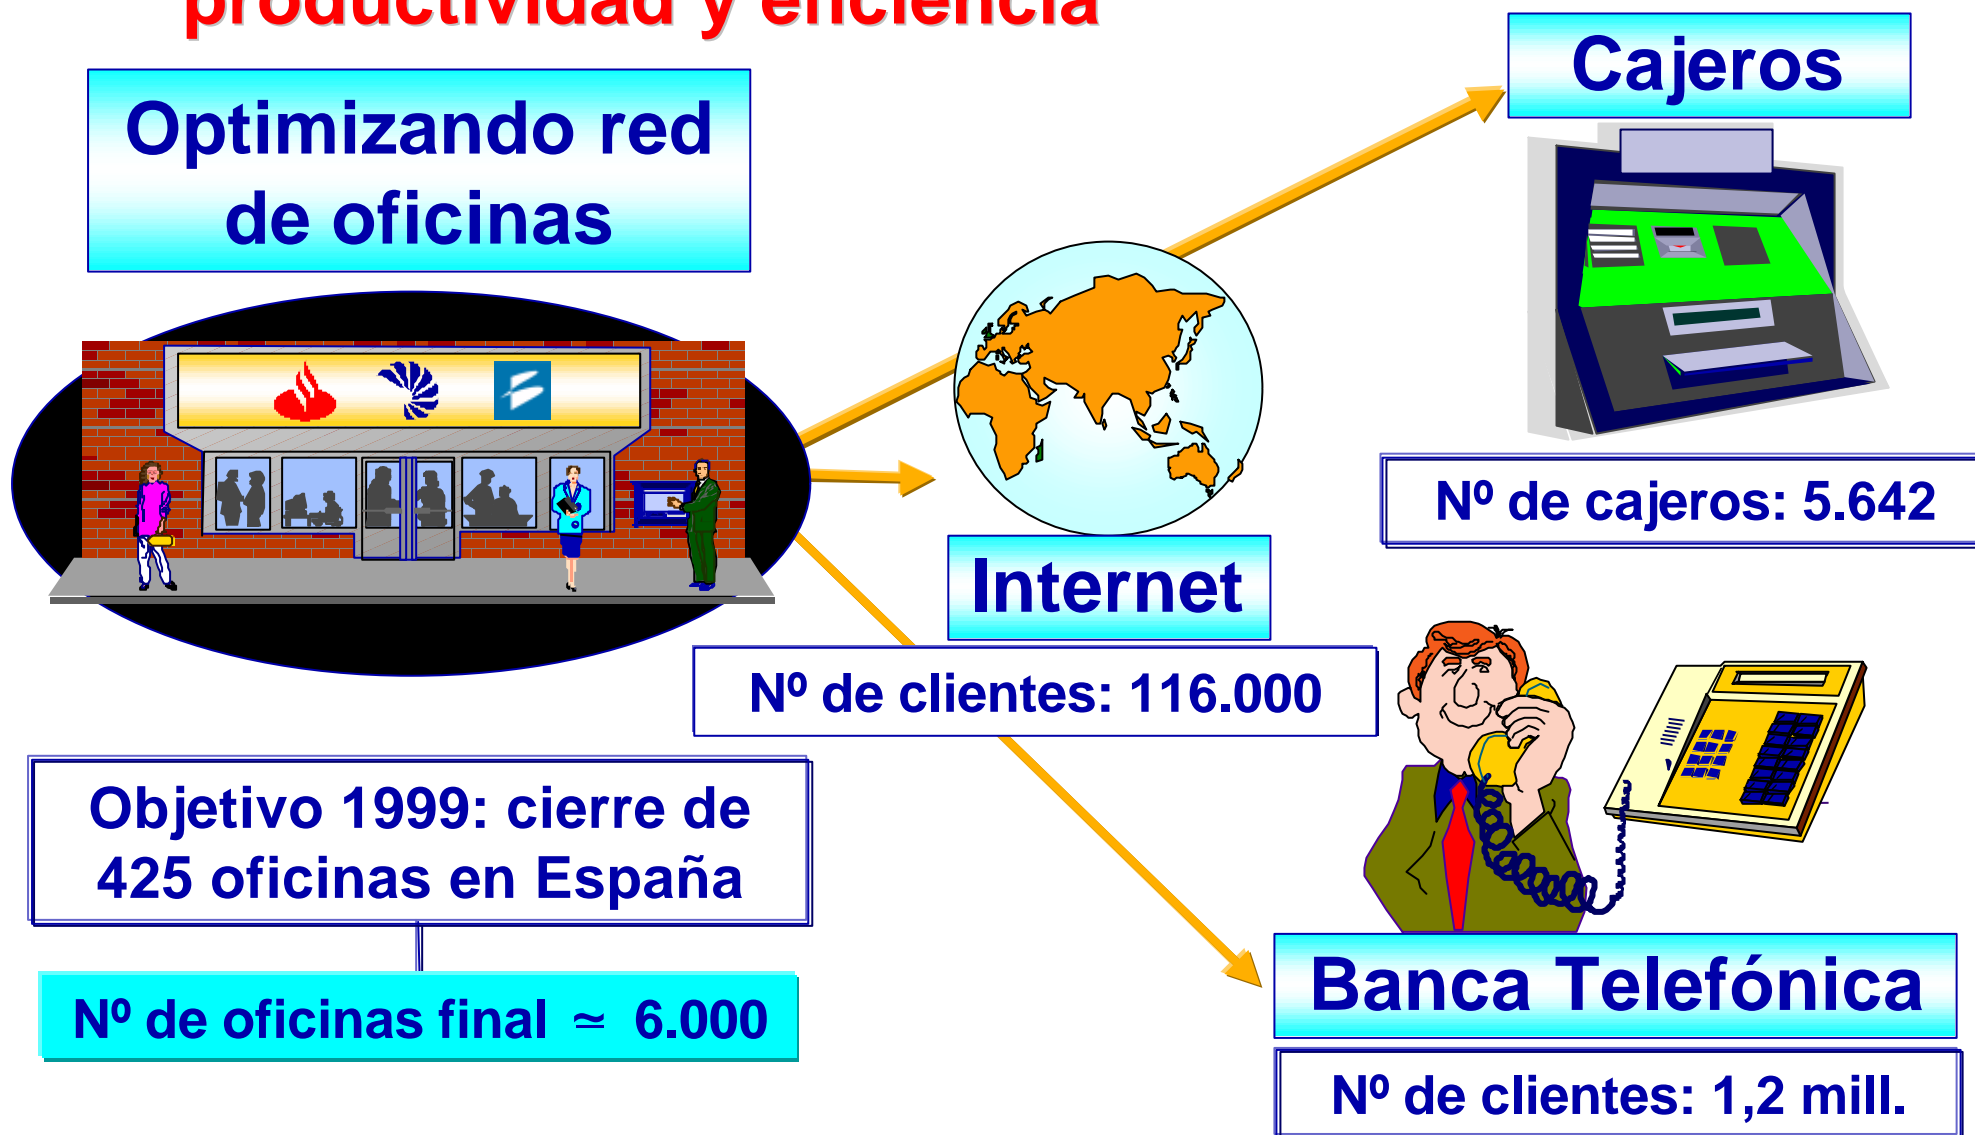 productividad y eficiencia
Optimizando red
de oficinas
Cajeros
Nº de cajeros: 5.642
Internet
Nº de clientes: 116.000
Objetivo 1999: cierre de
425 oficinas en España
Nº de oficinas final ≃ 6.000
Banca Telefónica
Nº de clientes: 1,2 mill.